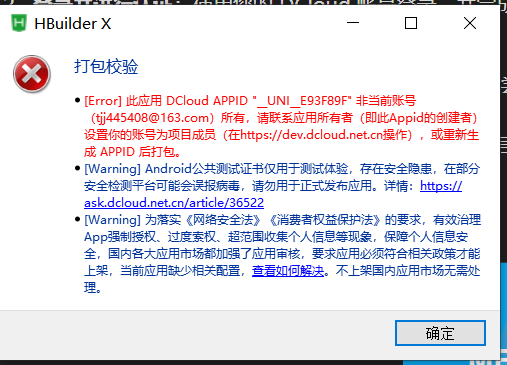 HBuilder X
打包校验
[Error] 此应用 DCloud APPID "__UNI__E93F89F" 非当前账号
（tjj445408@163.com）所有，请联系应用所有者（即此Appid的创建者）
设置你的账号为项目成员（在https://dev.dcloud.net.cn操作），或重新生
成 APPID 后打包。
[Warning] Android公共测试证书仅用于测试体验，存在安全隐患，在部分
安全检测平台可能会误报病毒，请勿用于正式发布应用。详情：https://
ask.dcloud.net.cn/article/36522
[Warning] 为落实《网络安全法》《消费者权益保护法》的要求，有效治理
App强制授权、过度索权、超范围收集个人信息等现象，保障个人信息安
全，国内各大应用市场都加强了应用审核，要求应用必须符合相关政策才能
上架，当前应用缺少相关配置，查看如何解决。不上架国内应用市场无需处
理。
确定